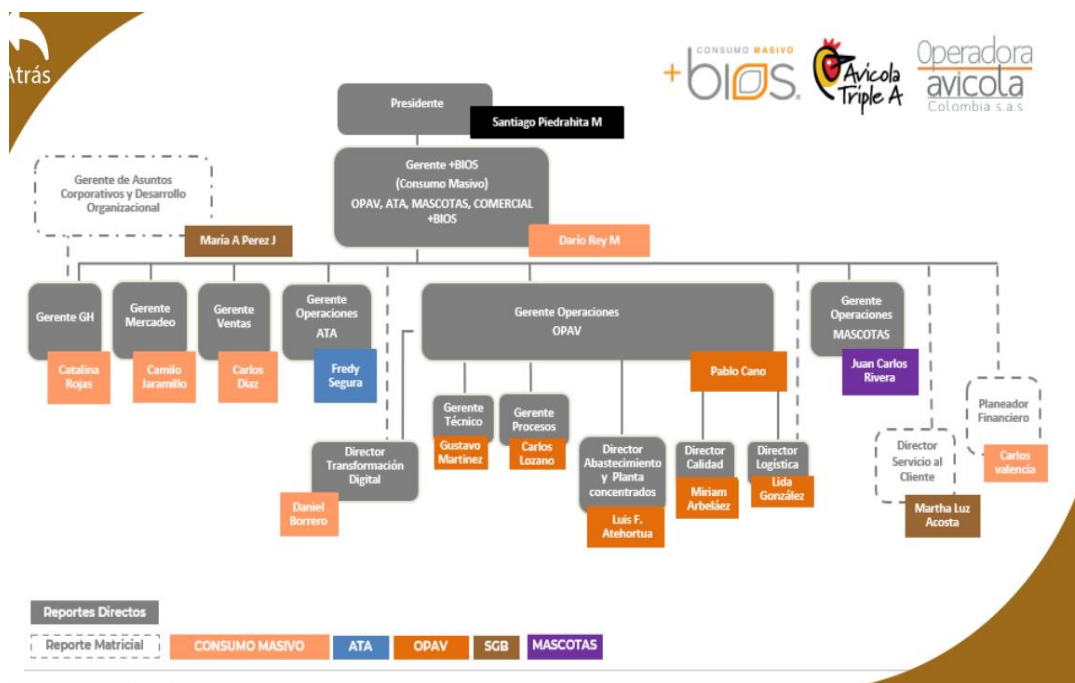 Atrás
CONSUMO MASIVO
+bios
Avicola
Triple A
Operadora
avicola
Colombia s.a.s
Presidente
Santiago Piedrahita M
Gerente +BIOS
(Consumo Masivo)
OPAV, ATA, MASCOTAS, COMERCIAL
+BIOS
Darío Rey M
Gerente de Asuntos
Corporativos y Desarrollo
Organizacional
María A Perez J
Gerente GH
Catalina
Rojas
Gerente
Mercadeo
Camilo
Jaramillo
Gerente
Ventas
Carlos
Díaz
Gerente
Operaciones
ATA
Fredy
Segura
Gerente Operaciones
OPAV
Pablo Cano
Gerente
Operaciones
MASCOTAS
Juan Carlos
Rivera
Planeador
Financiero
Carlos
valencia
Director
Transformación
Digital
Daniel
Borrero
Gerente
Técnico
Gustavo
Martínez
Gerente
Procesos
Carlos
Lozano
Director
Abastecimiento
y Planta
concentrados
Luis F.
Atehortua
Director
Calidad
Miriam
Arbeláez
Director
Logística
Lida
González
Director
Servicio al
Cliente
Martha Luz
Acosta
Reportes Directos
Reporte Matricial
CONSUMO MASIVO
ATA
OPAV
SGB
MASCOTAS